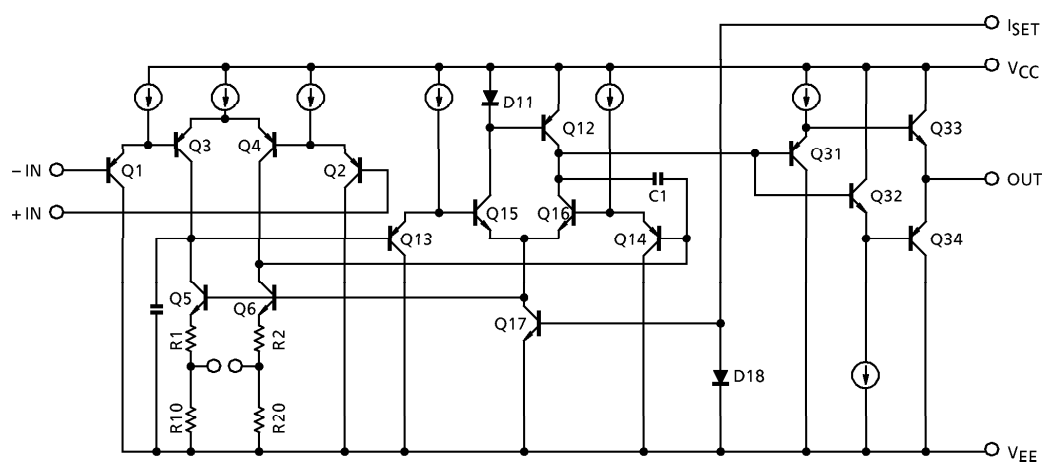 ISET
VCC
D11
Q12
Q3
Q4
Q33
Q31
−IN
Q1
Q2
OUT
+IN
C1
Q32
Q15
Q16
Q13
Q14
Q34
Q5
Q6
Q17
R1
R2
D18
R10
R20
VEE